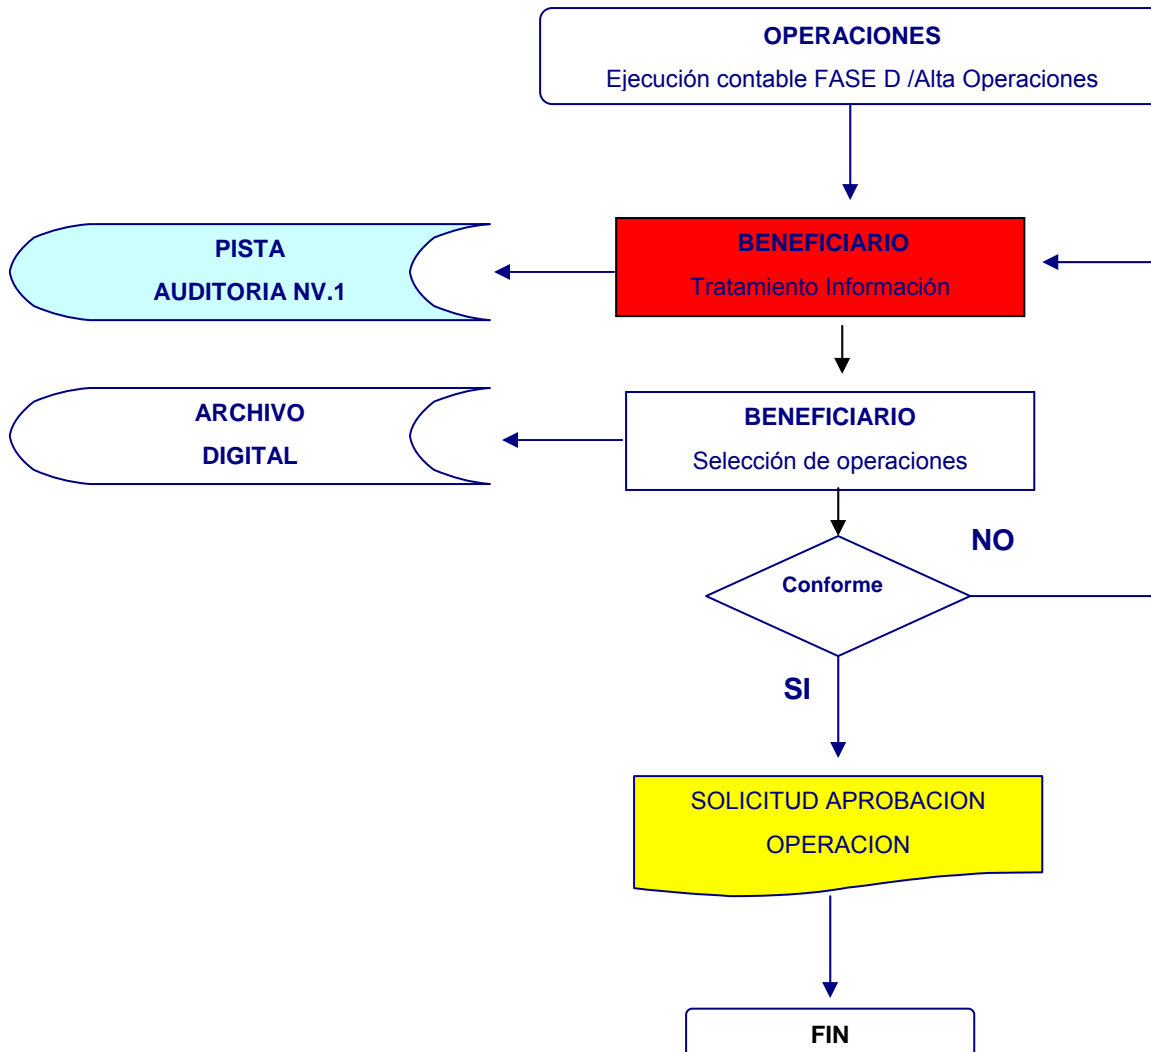 OPERACIONES
Ejecución contable FASE D /Alta Operaciones
PISTA
AUDITORIA NV.1
BENEFICIARIO
Tratamiento Información
ARCHIVO
DIGITAL
BENEFICIARIO
Selección de operaciones
NO
Conforme
SI
SOLICITUD APROBACION
OPERACION
FIN